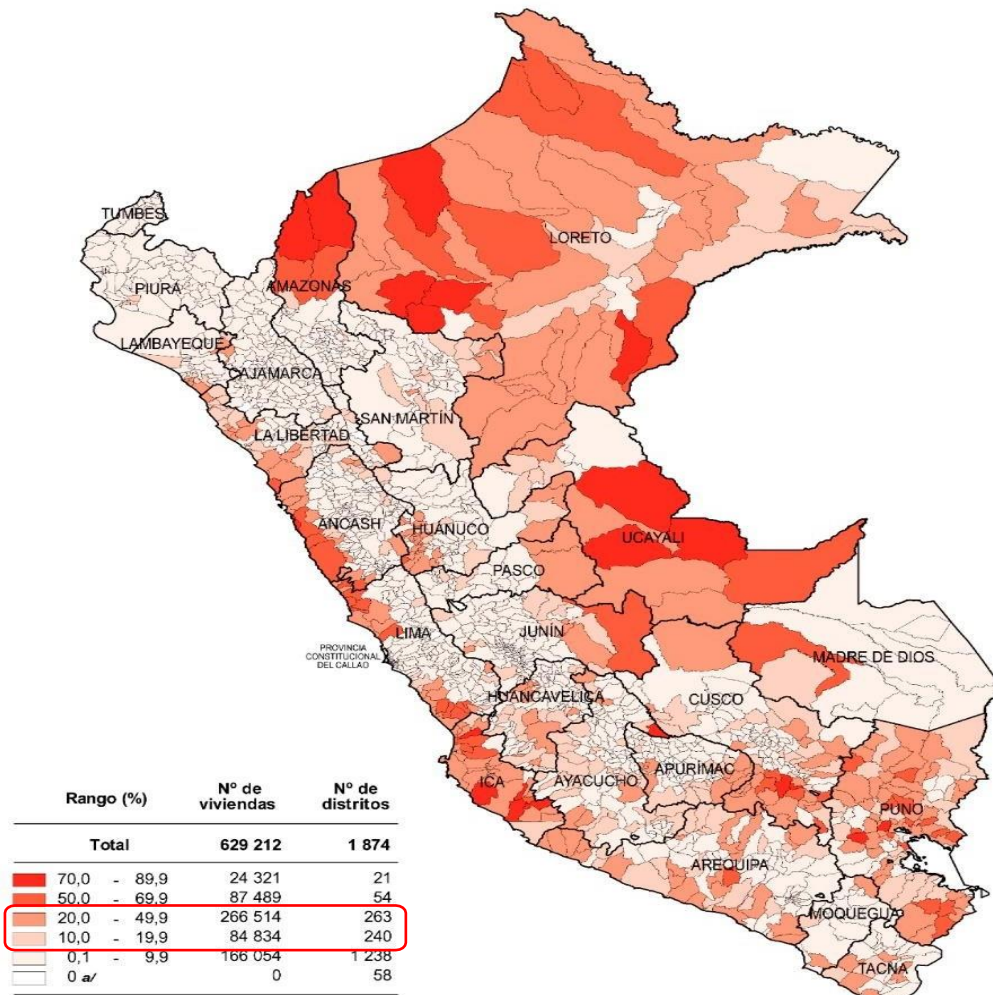 TUMBES
LORETO
PIURA
AMAZONAS
LAMBAYEQUE
CAJAMARCA
SAN MARTÍN
LA LIBERTAD
ANCASH
HUÁNUCO
UCAYALI
PASCO
LIMA
JUNÍN
PROVINCIA
CONSTITUCIONAL
DEL CALLAO
MADRE DE DIOS
HUANCAVELICA
CUSCO
ICA
AYACUCHO
APURÍMAC
PUNO
AREQUIPA
MOQUEGUA
TACNA
Rango (%) Nº de viviendas Nº de distritos
Total 629 212 1 874
70,0 - 89,9 24 321 21
50,0 - 69,9 87 489 54
20,0 - 49,9 266 514 263
10,0 - 19,9 84 834 240
0,1 - 9,9 166 054 1 238
0 a/ 0 58